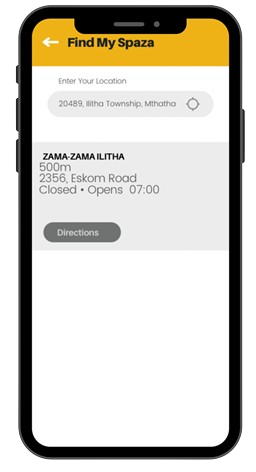 Find My Spaza
Enter Your Location
20489, Ilitha Township, Mthatha
ZAMA-ZAMA ILITHA
500m
2356, Eskom Road
Closed • Opens 07:00
Directions